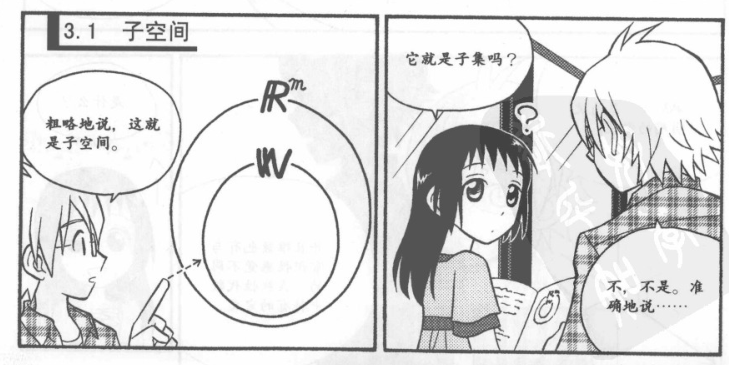 3.1 子空间
粗略地说，这就
是子空间。
R^m
W
它就是子集吗？
?
不，不是。准
确地说……